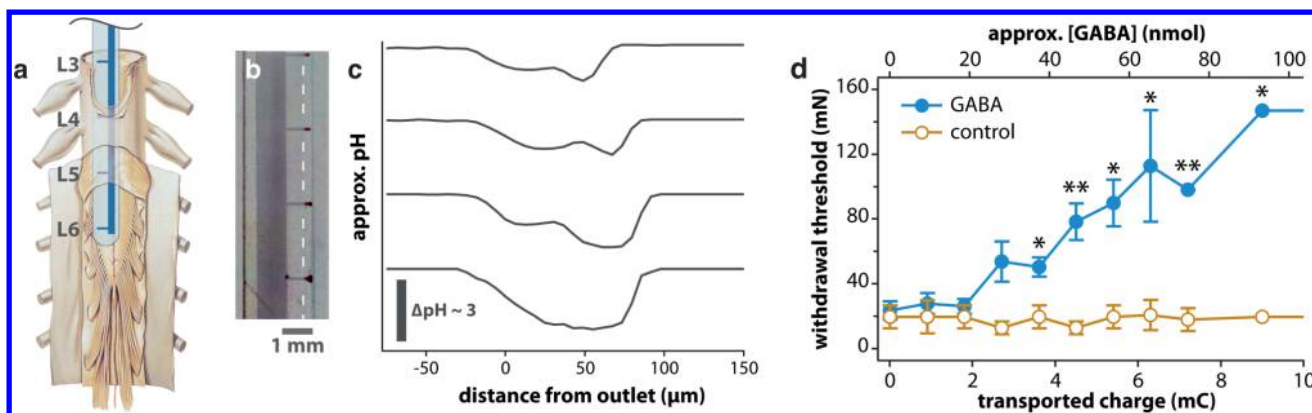 a
L3
L4
L5
L6
b
1 mm
c
approx. pH
ΔpH ~ 3
-50 0 50 100 150
distance from outlet (µm)
d
approx. [GABA] (nmol)
0 20 40 60 80 100
withdrawal threshold (mN)
160
120
80
40
0
GABA
control
* ** * * ** *
0 2 4 6 8 10
transported charge (mC)